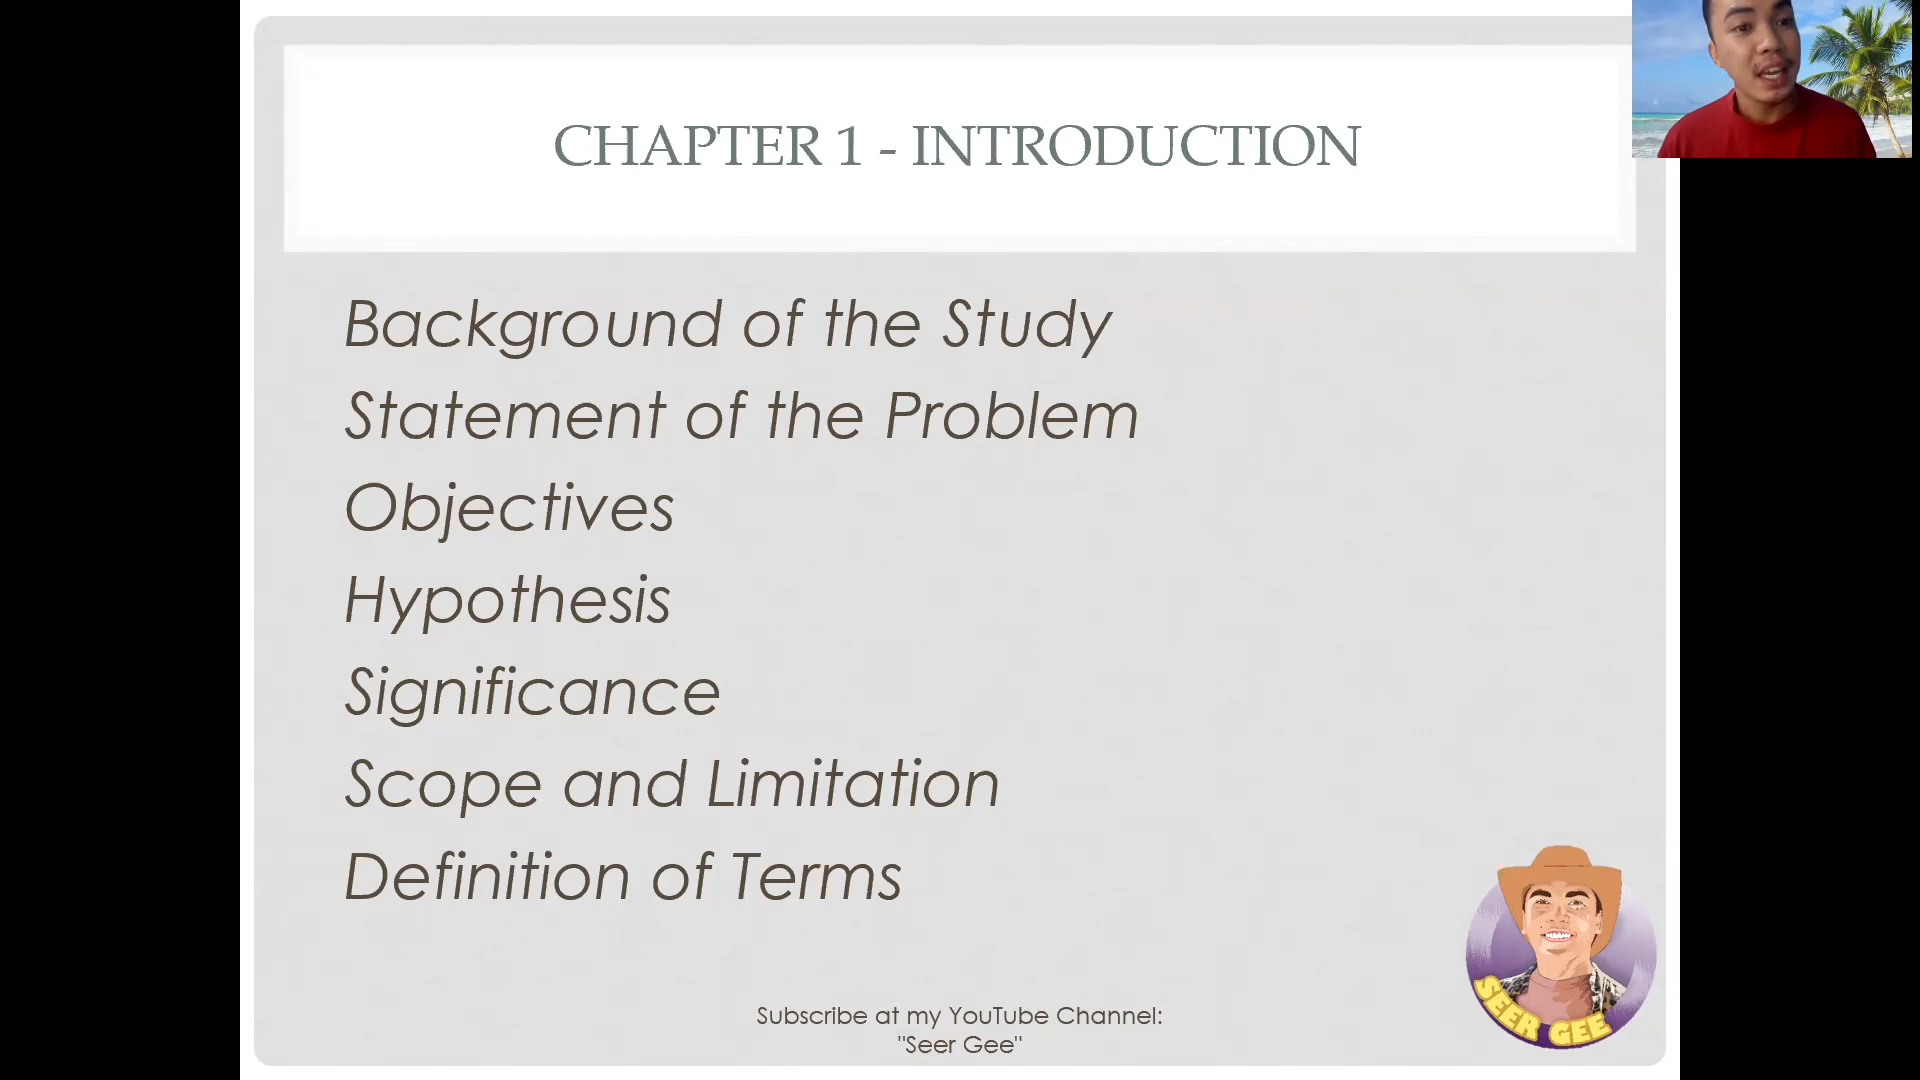 CHAPTER 1 - INTRODUCTION
Background of the Study
Statement of the Problem
Objectives
Hypothesis
Significance
Scope and Limitation
Definition of Terms
SEER GEE
Subscribe at my YouTube Channel:
"Seer Gee"